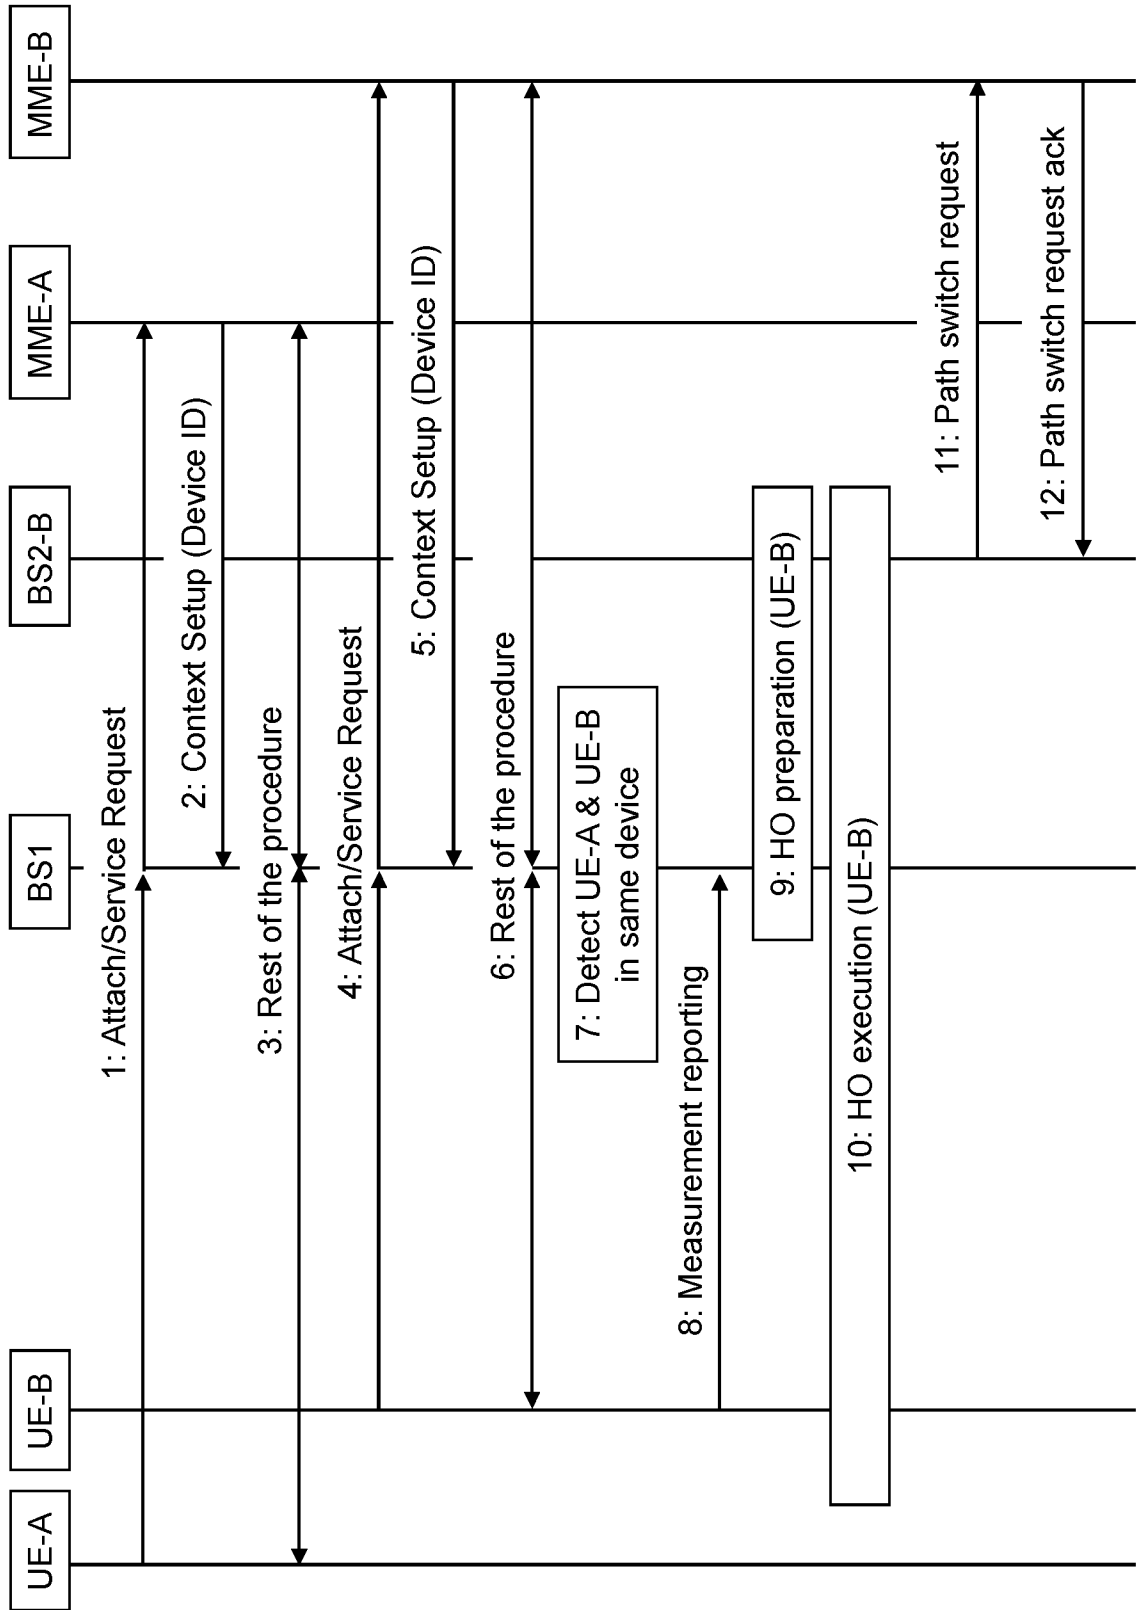 UE-A
UE-B
BS1
BS2-B
MME-A
MME-B
1: Attach/Service Request
2: Context Setup (Device ID)
3: Rest of the procedure
4: Attach/Service Request
5: Context Setup (Device ID)
6: Rest of the procedure
7: Detect UE-A & UE-B
in same device
8: Measurement reporting
9: HO preparation (UE-B)
10: HO execution (UE-B)
11: Path switch request
12: Path switch request ack